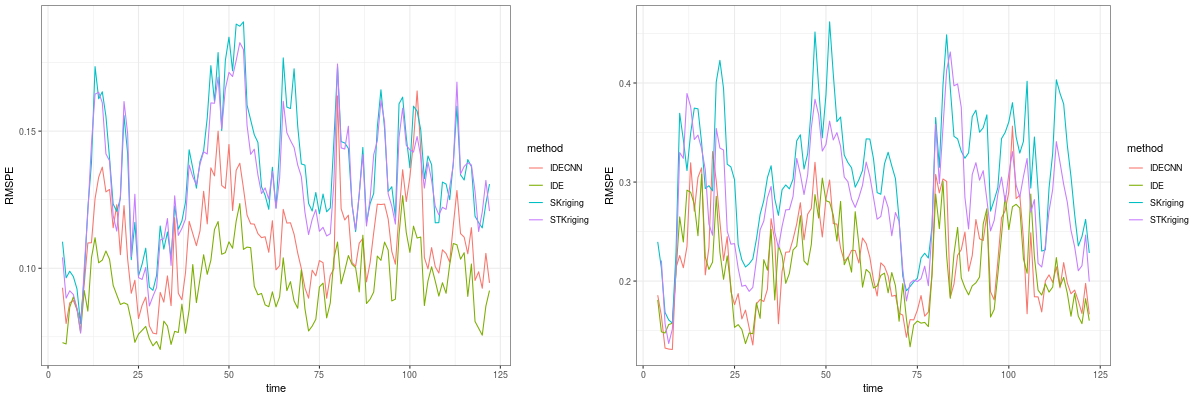 RMSPE
0.15
0.10
0
25
50
75
100
125
time
method
IDECNN
IDE
SKriging
STKriging
RMSPE
0.4
0.3
0.2
0
25
50
75
100
125
time
method
IDECNN
IDE
SKriging
STKriging